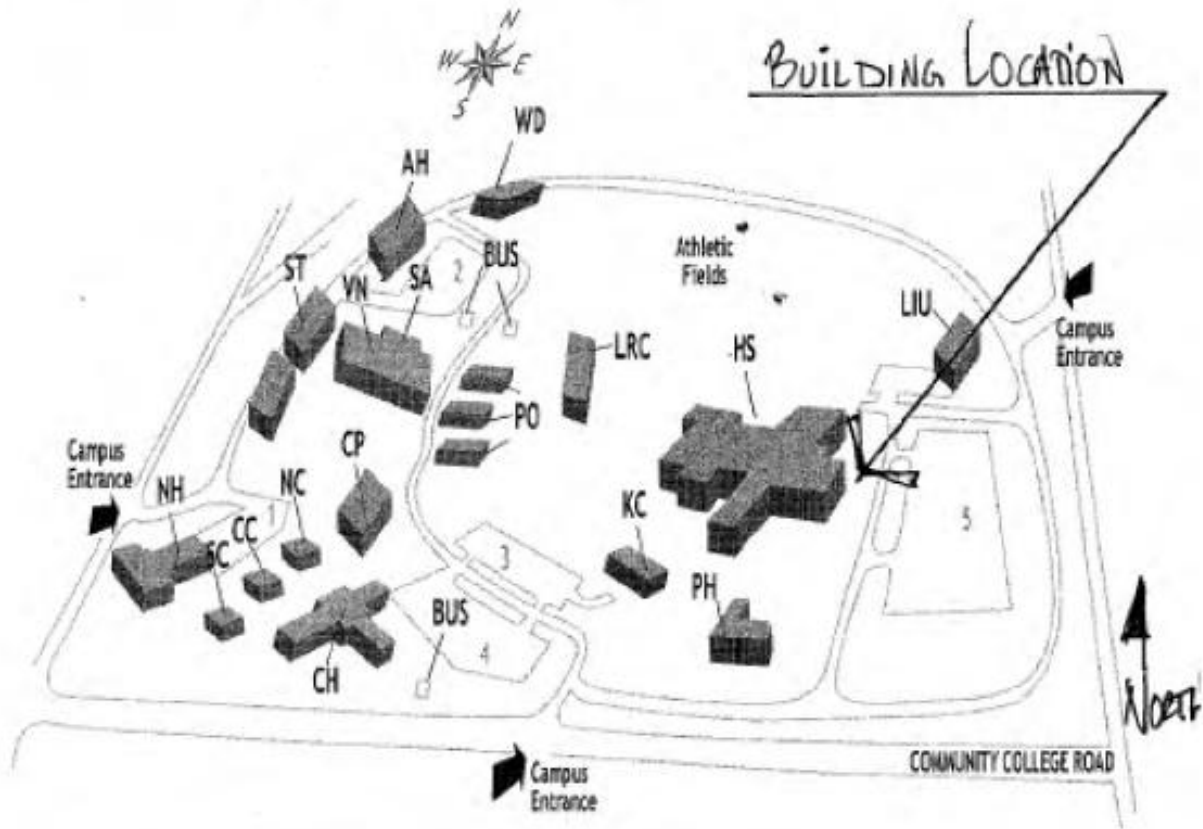 N
W E
S
BUILDING LOCATION
WD
AH
ST
VN
SA
BUS
2
Athletic
Fields
LIU
Campus
Entrance
LRC
HS
PO
CP
Campus
Entrance
NH
1
NC
CC
SC
KC
3
5
PH
BUS
4
CH
NORTH
COMMUNITY COLLEGE ROAD
Campus
Entrance